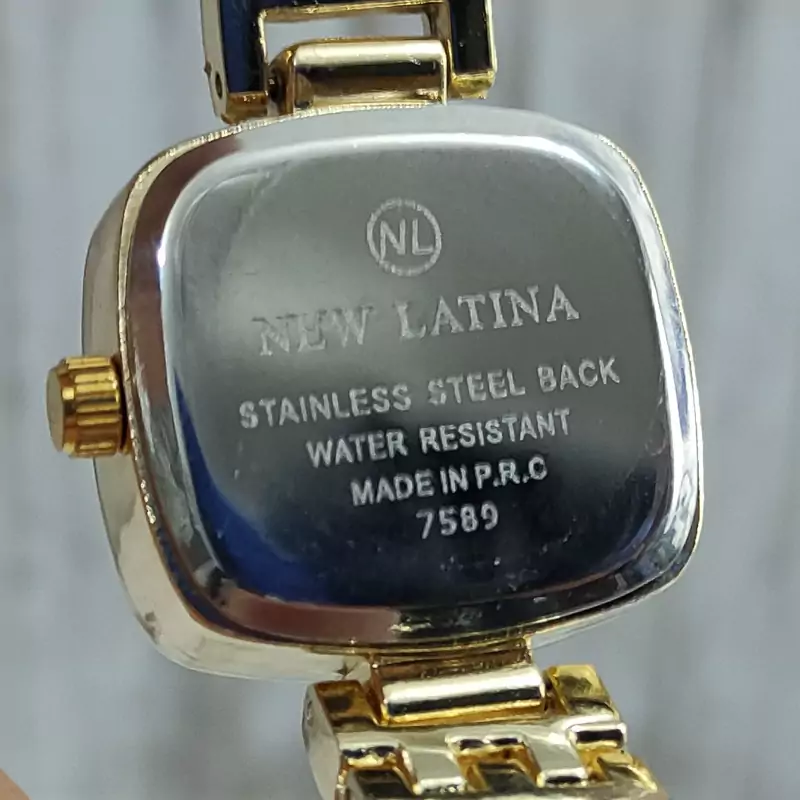 NL
NEW LATINA
STAINLESS STEEL BACK
WATER RESISTANT
MADE IN P.R.C
7589